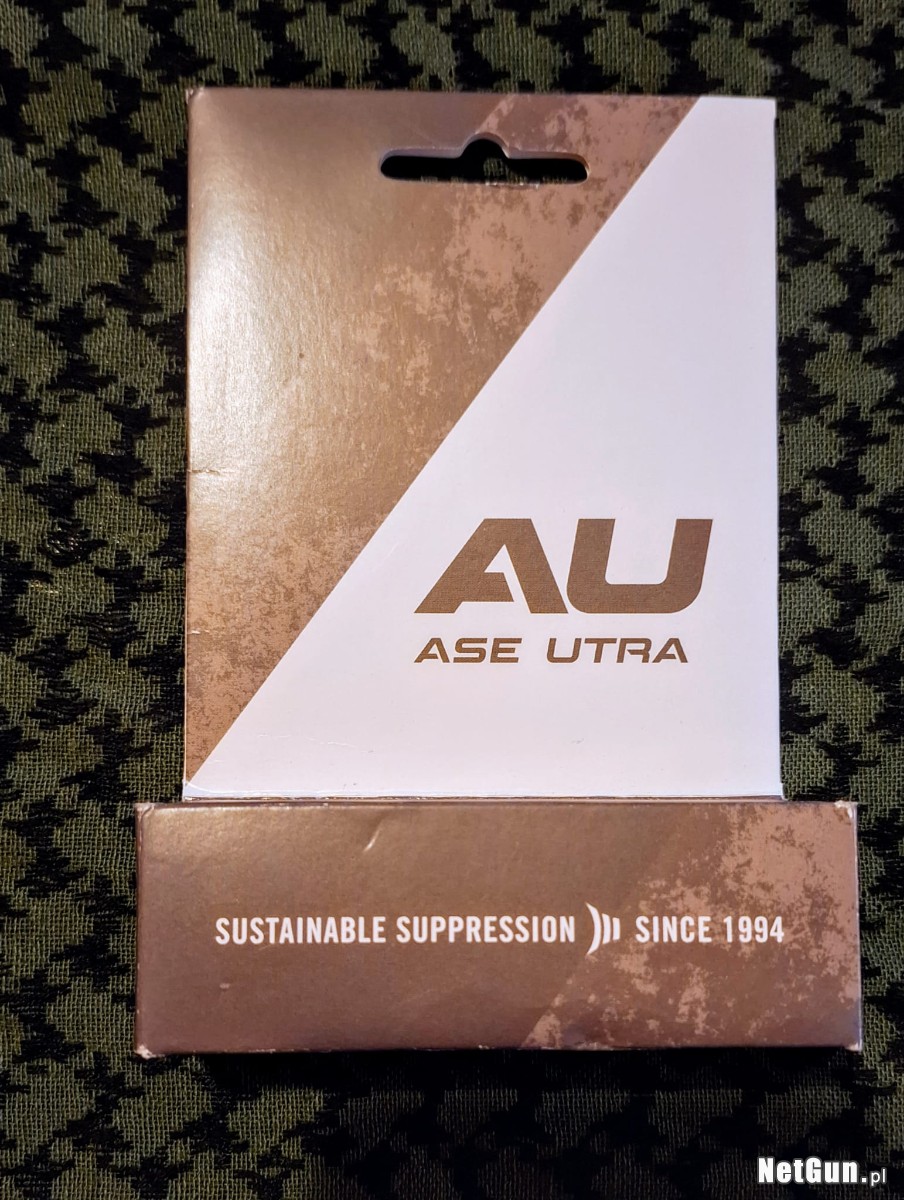 AU
ASE UTRA
SUSTAINABLE SUPPRESSION SINCE 1994
NetGun.pl